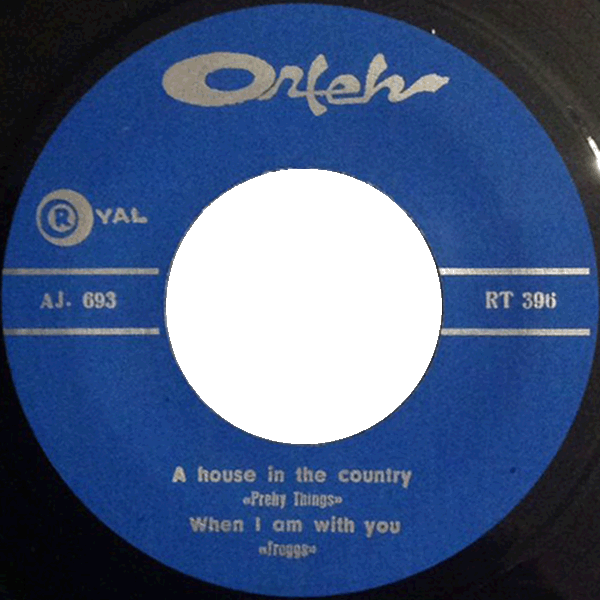 Orfeh
ROYAL
AJ. 693
RT 396
A house in the country
«Prehy Things»
When I am with you
«Froggs»